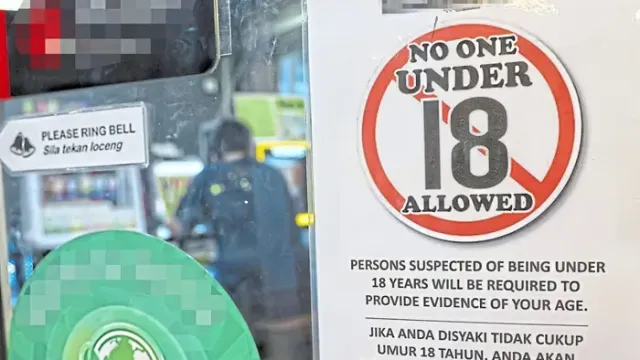 PLEASE RING BELL
Sila tekan loceng
NO ONE
UNDER
18
ALLOWED
PERSONS SUSPECTED OF BEING UNDER
18 YEARS WILL BE REQUIRED TO
PROVIDE EVIDENCE OF YOUR AGE.
JIKA ANDA DISYAKI TIDAK CUKUP
UMUR 18 TAHUN, ANDA AKAN